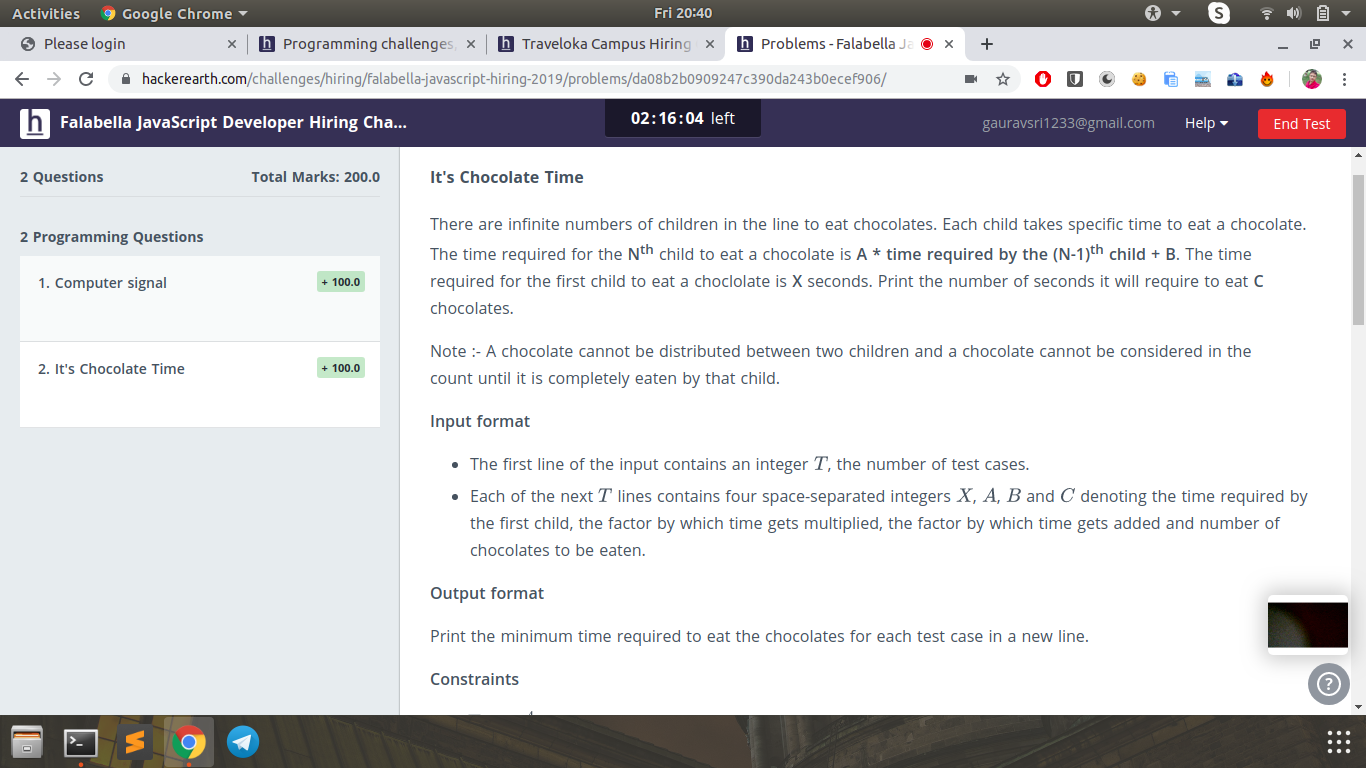 Activities Google Chrome Fri 20:40
Please login Programming challenges, Traveloka Campus Hiring Problems - Falabella Ja
hackerearth.com/challenges/hiring/falabella-javascript-hiring-2019/problems/da08b2b0909247c390da243b0ecef906/
h Falabella JavaScript Developer Hiring Cha... 02:16:04 left gauravsri1233@gmail.com Help End Test
2 Questions Total Marks: 200.0
2 Programming Questions
1. Computer signal + 100.0
2. It's Chocolate Time + 100.0
It's Chocolate Time
There are infinite numbers of children in the line to eat chocolates. Each child takes specific time to eat a chocolate.
The time required for the Nth child to eat a chocolate is A * time required by the (N-1)th child + B. The time
required for the first child to eat a choclolate is X seconds. Print the number of seconds it will require to eat C
chocolates.
Note :- A chocolate cannot be distributed between two children and a chocolate cannot be considered in the
count until it is completely eaten by that child.
Input format
• The first line of the input contains an integer T, the number of test cases.
• Each of the next T lines contains four space-separated integers X, A, B and C denoting the time required by
the first child, the factor by which time gets multiplied, the factor by which time gets added and number of
chocolates to be eaten.
Output format
Print the minimum time required to eat the chocolates for each test case in a new line.
Constraints